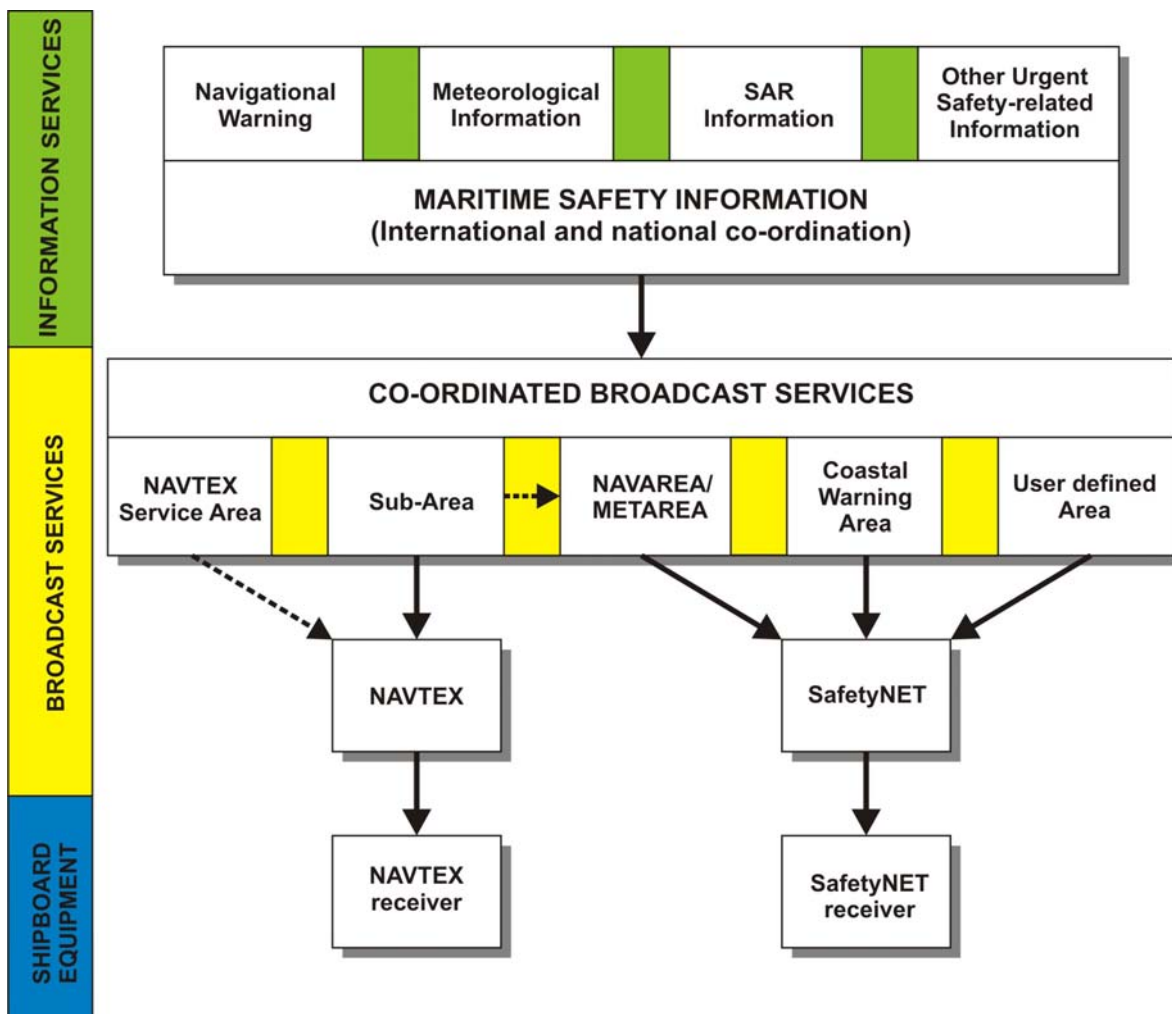 INFORMATION SERVICES
Navigational
Warning
Meteorological
Information
SAR
Information
Other Urgent
Safety-related
Information
MARITIME SAFETY INFORMATION
(International and national co-ordination)
BROADCAST SERVICES
CO-ORDINATED BROADCAST SERVICES
NAVTEX
Service Area
Sub-Area
NAVAREA/
METAREA
Coastal
Warning
Area
User defined
Area
NAVTEX
SafetyNET
SHIPBOARD
EQUIPMENT
NAVTEX
receiver
SafetyNET
receiver